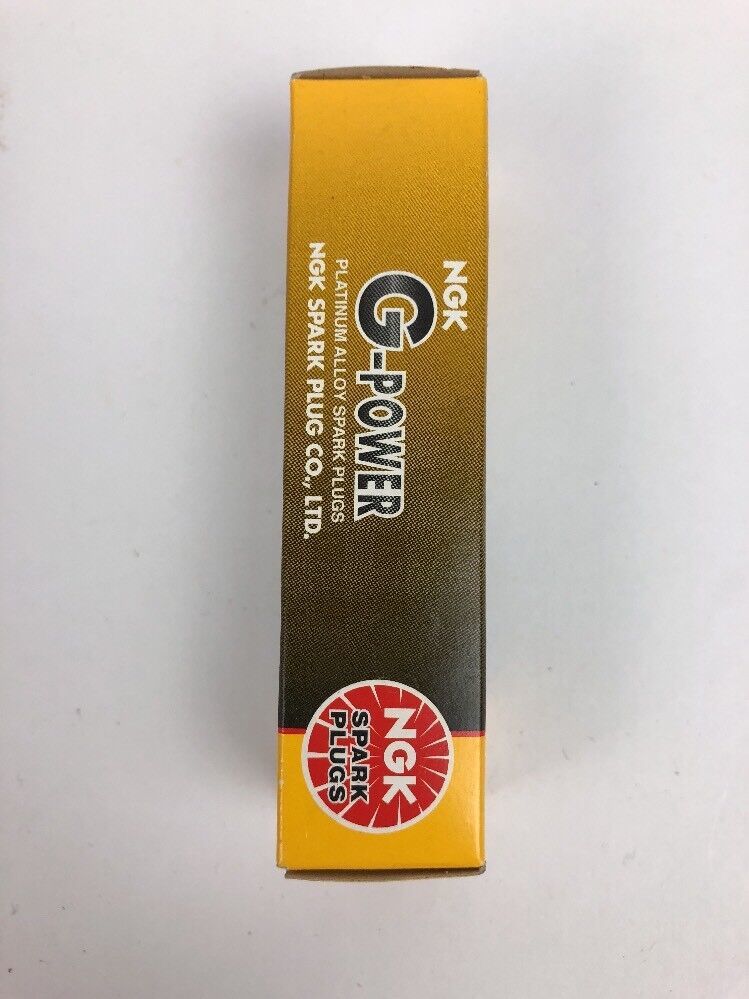 NGK
G-POWER
PLATINUM ALLOY SPARK PLUGS
NGK SPARK PLUG CO., LTD.
NGK
SPARK
PLUGS